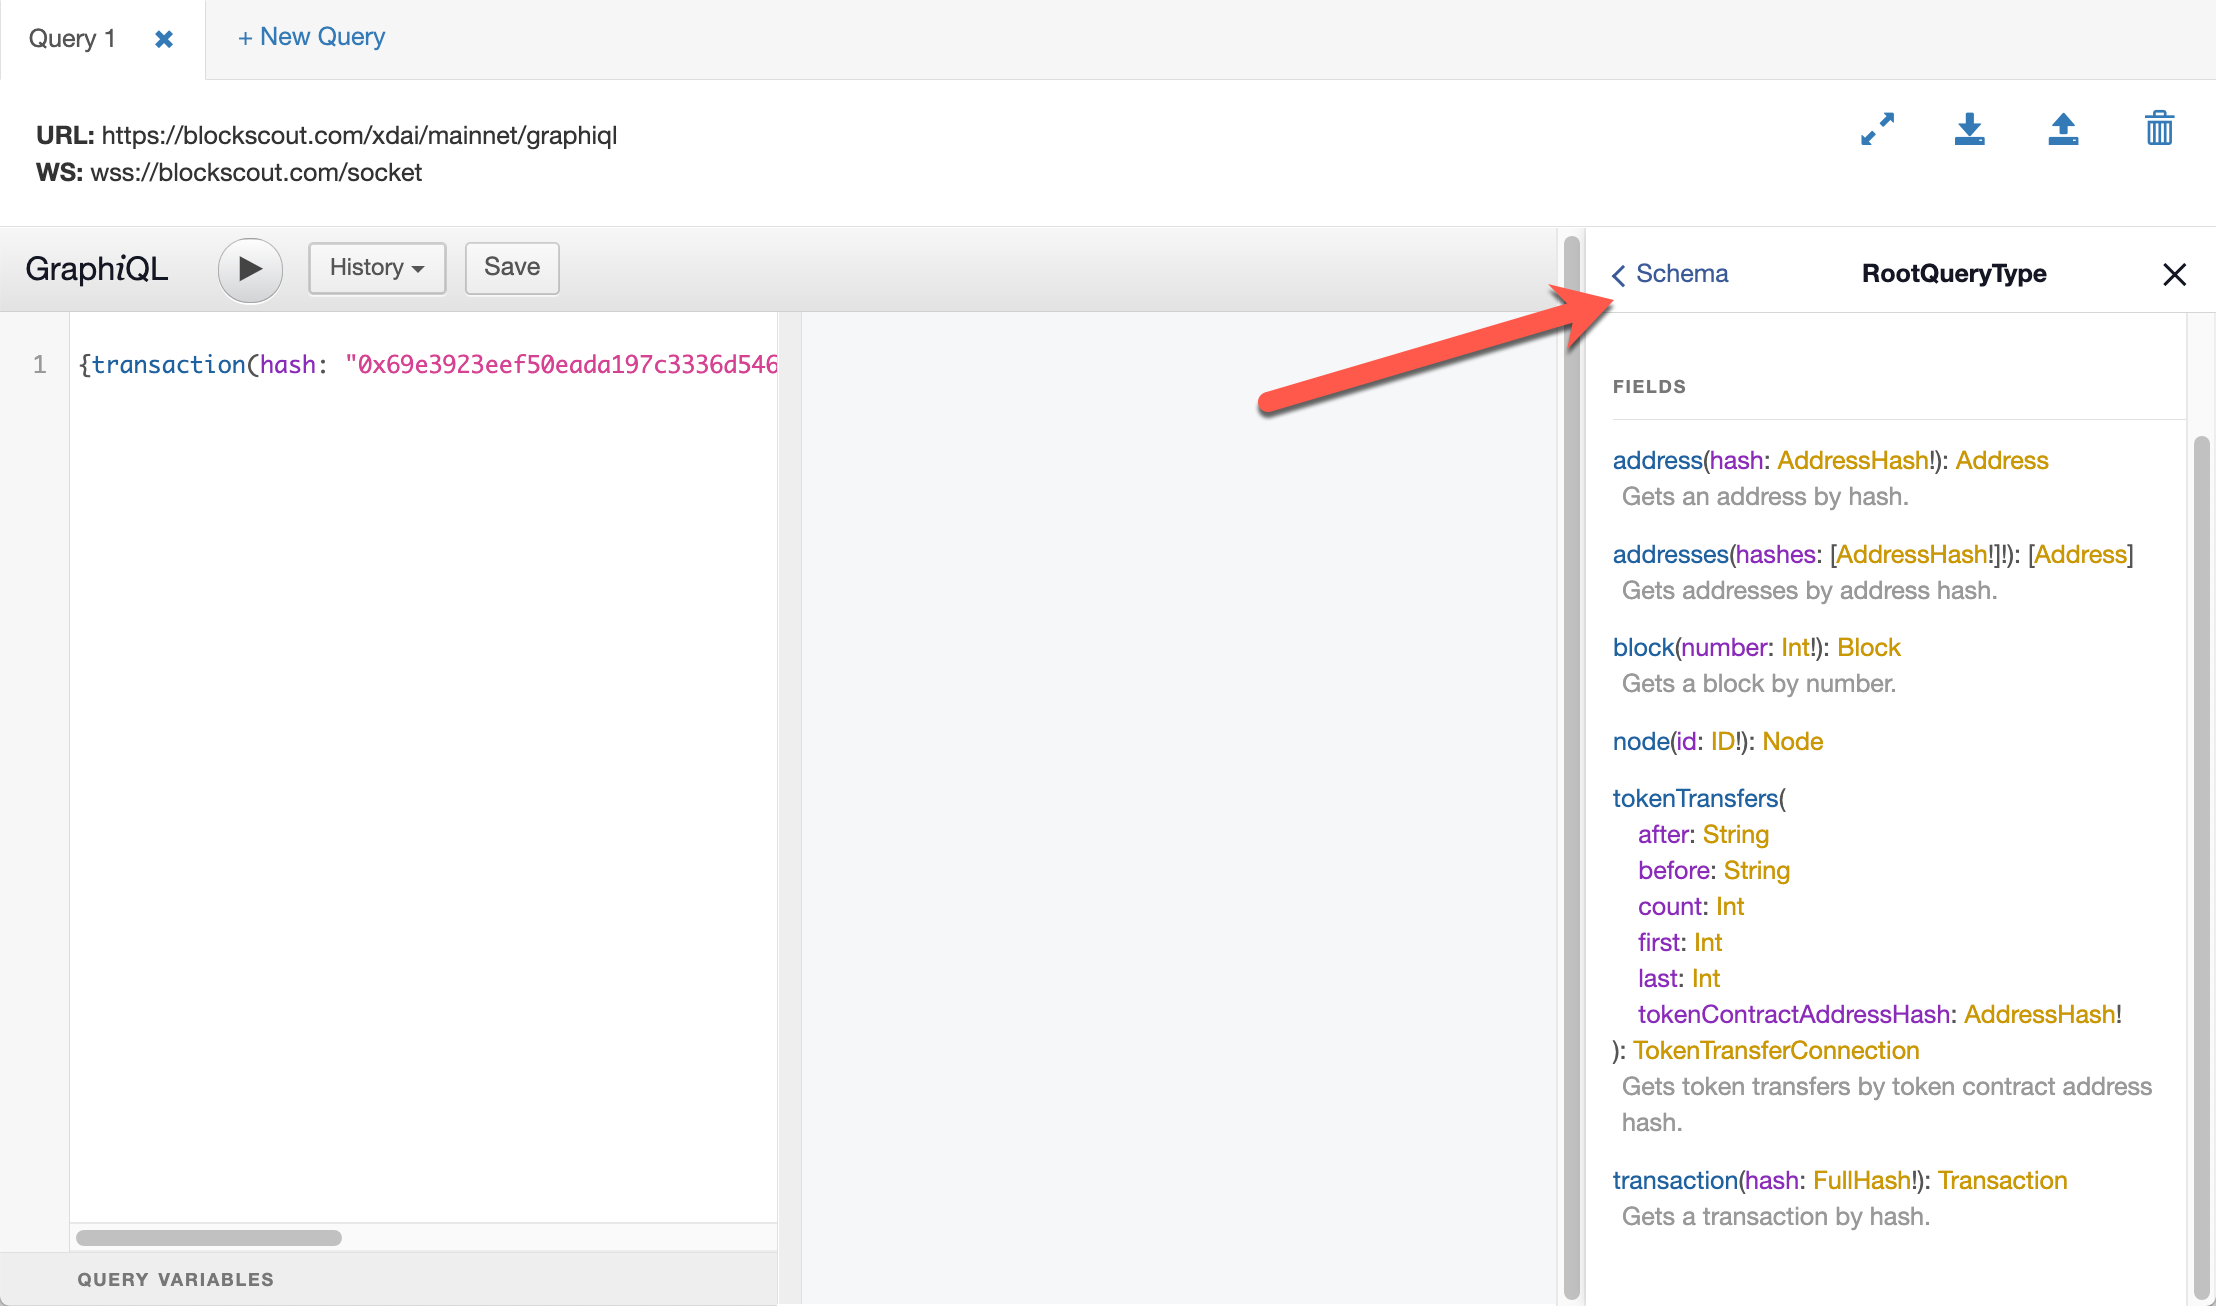 Query 1
+ New Query
URL: https://blockscout.com/xdai/mainnet/graphiql
WS: wss://blockscout.com/socket
GraphiQL
History
Save
1
{transaction(hash: "0x69e3923eef50eada197c3336d546
QUERY VARIABLES
Schema
RootQueryType
FIELDS
address(hash: AddressHash!): Address
Gets an address by hash.
addresses(hashes: [AddressHash!]!): [Address]
Gets addresses by address hash.
block(number: Int!): Block
Gets a block by number.
node(id: ID!): Node
tokenTransfers(
after: String
before: String
count: Int
first: Int
last: Int
tokenContractAddressHash: AddressHash!
): TokenTransferConnection
Gets token transfers by token contract address
hash.
transaction(hash: FullHash!): Transaction
Gets a transaction by hash.